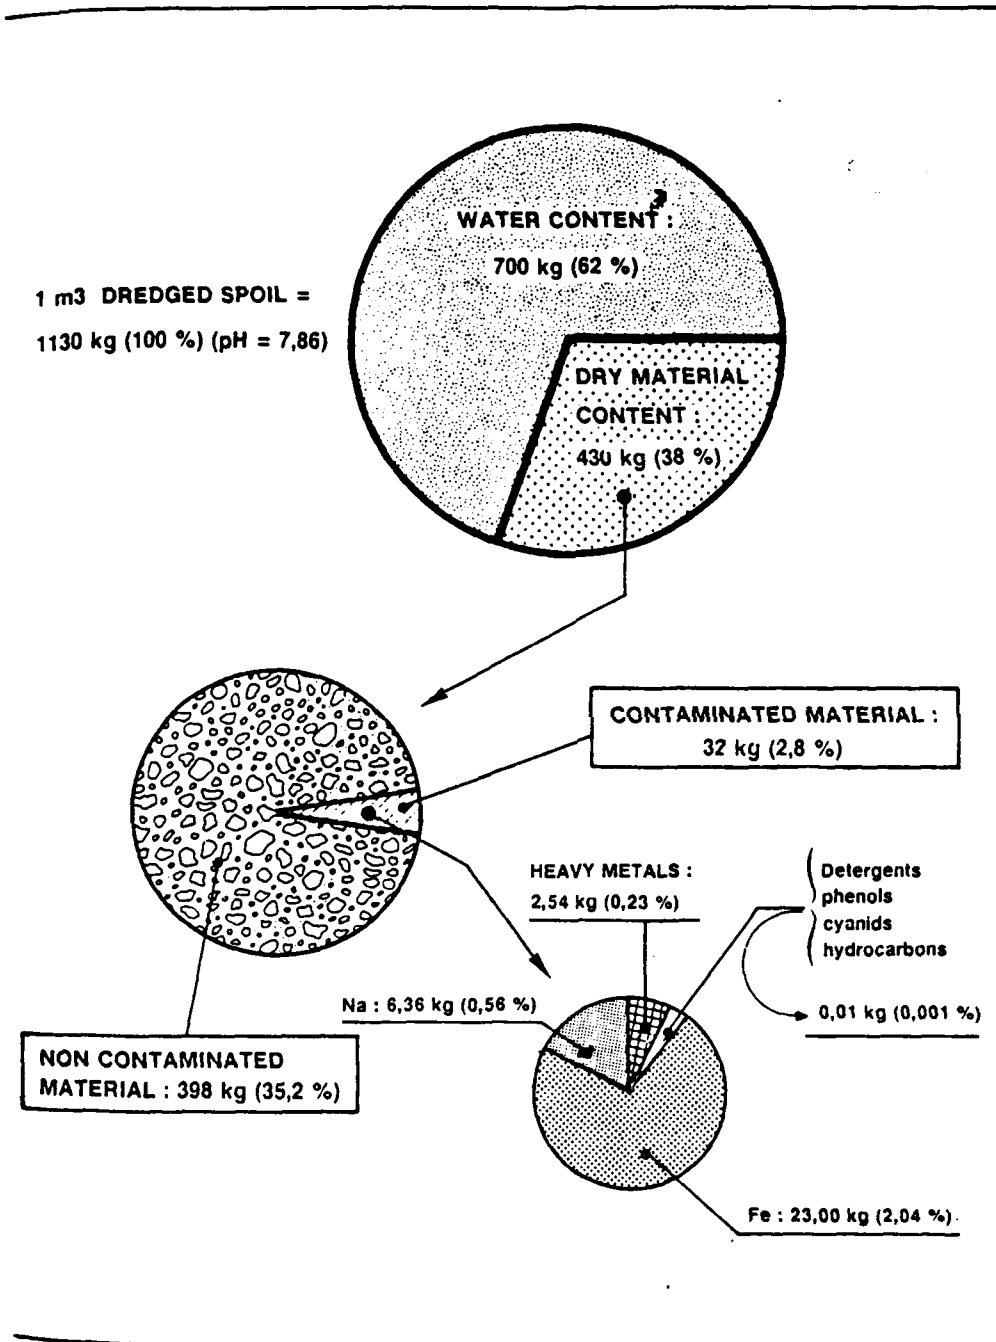 WATER CONTENT :
700 kg (62 %)
1 m3 DREDGED SPOIL =
1130 kg (100 %) (pH = 7,86)
DRY MATERIAL
CONTENT :
430 kg (38 %)
CONTAMINATED MATERIAL :
32 kg (2,8 %)
HEAVY METALS :
2,54 kg (0,23 %)
Detergents
phenols
cyanids
hydrocarbons
Na : 6,36 kg (0,56 %)
0,01 kg (0,001 %)
NON CONTAMINATED
MATERIAL : 398 kg (35,2 %)
Fe : 23,00 kg (2,04 %)